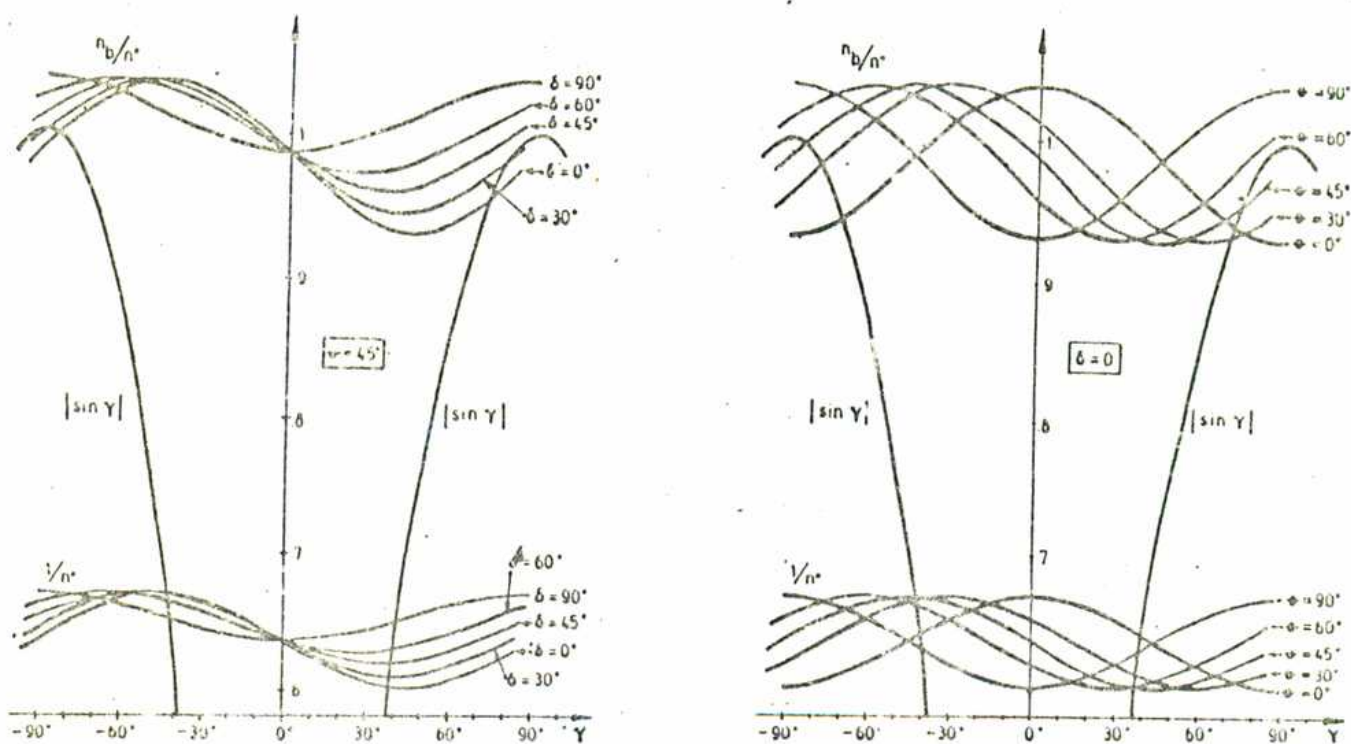 n_b/n°
δ = 90°
δ = 60°
δ = 45°
δ = 0°
δ = 30°
1
9
= 45°
|sin γ|
|sin γ|
8
7
1/n°
60°
δ = 90°
δ = 45°
δ = 0°
δ = 30°
6
-90° -60° -30° 0° 30° 60° 90° γ
n_b/n°
= 90°
= 60°
= 45°
= 30°
= 0°
1
9
δ = 0
|sin γ|
|sin γ|
8
7
1/n°
= 90°
= 60°
= 45°
= 30°
= 0°
6
-90° -60° -30° 0° 30° 60° 90° γ